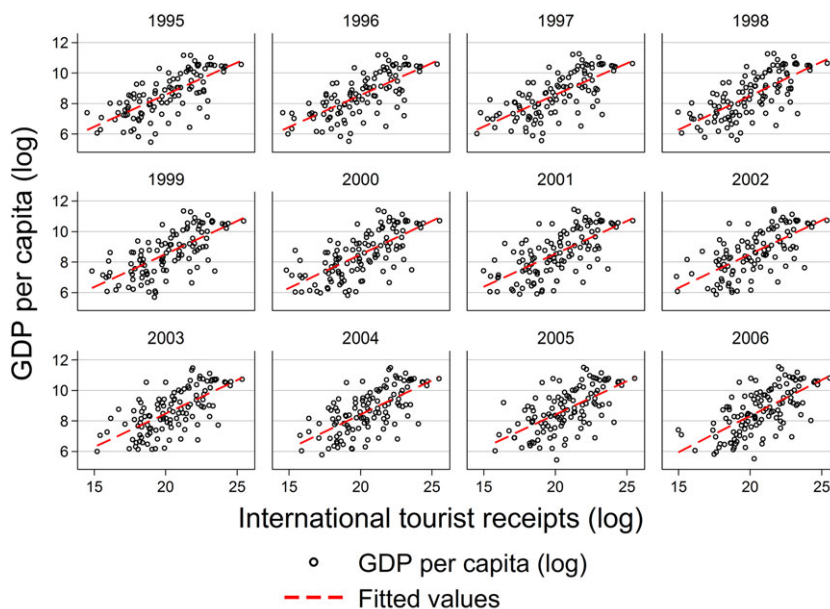 1995 1996 1997 1998
12
10
8
6
1999 2000 2001 2002
12
10
8
6
2003 2004 2005 2006
12
10
8
6
15 20 25 15 20 25 15 20 25 15 20 25
GDP per capita (log)
International tourist receipts (log)
GDP per capita (log)
Fitted values